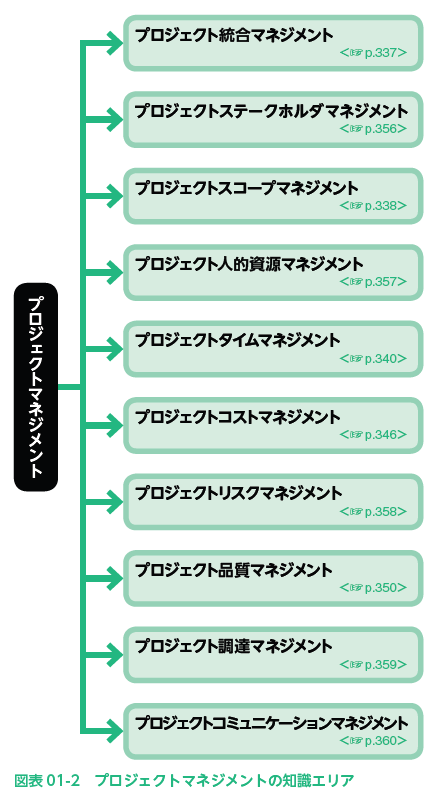 プロジェクトマネジメント
プロジェクト統合マネジメント
<☞p.337>
プロジェクトステークホルダマネジメント
<☞p.356>
プロジェクトスコープマネジメント
<☞p.338>
プロジェクト人的資源マネジメント
<☞p.357>
プロジェクトタイムマネジメント
<☞p.340>
プロジェクトコストマネジメント
<☞p.346>
プロジェクトリスクマネジメント
<☞p.358>
プロジェクト品質マネジメント
<☞p.350>
プロジェクト調達マネジメント
<☞p.359>
プロジェクトコミュニケーションマネジメント
<☞p.360>
図表 01-2 プロジェクトマネジメントの知識エリア